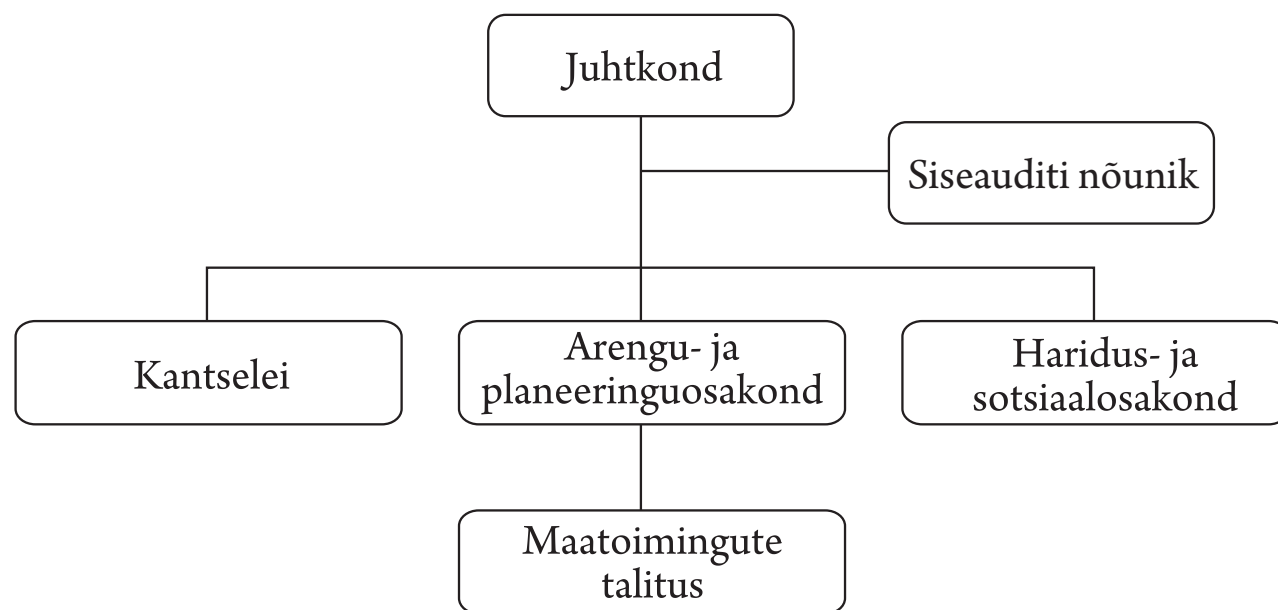 Juhtkond
Siseauditi nõunik
Kantselei
Arengu- ja
planeeringuosakond
Haridus- ja
sotsiaalosakond
Maatoimingute
talitus